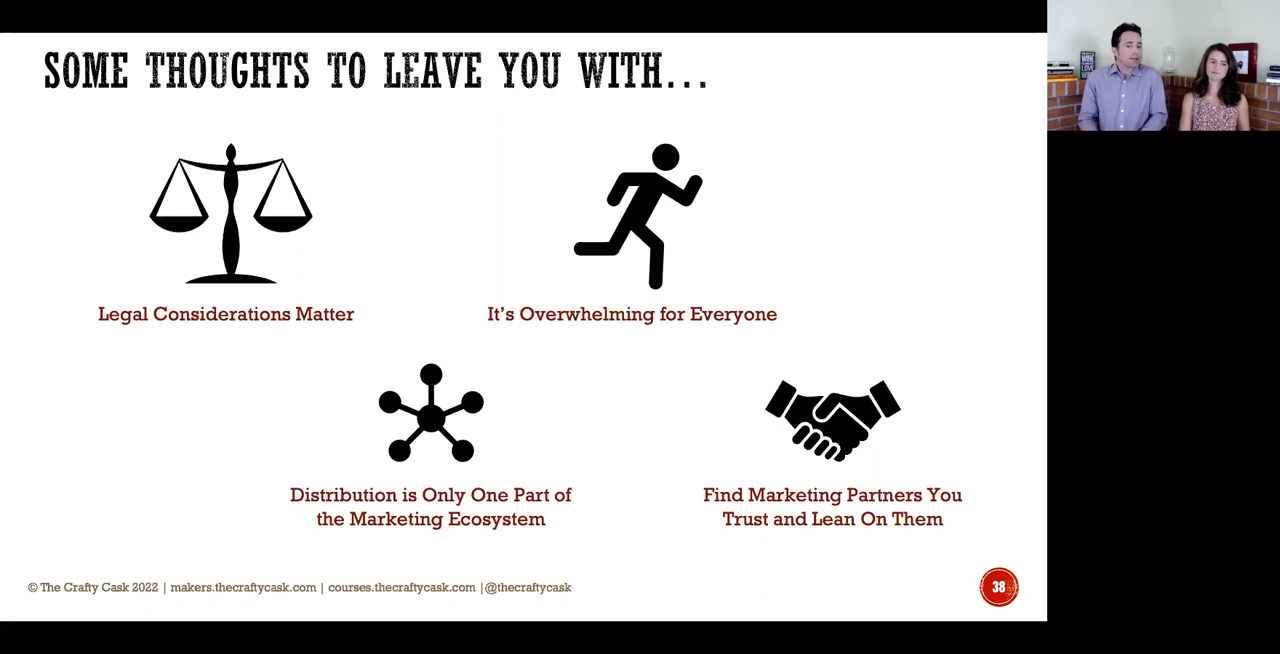 SOME THOUGHTS TO LEAVE YOU WITH...
Legal Considerations Matter
It's Overwhelming for Everyone
Distribution is Only One Part of
the Marketing Ecosystem
Find Marketing Partners You
Trust and Lean On Them
© The Crafty Cask 2022 | makers.thecraftycask.com | courses.thecraftycask.com |@thecraftycask
38